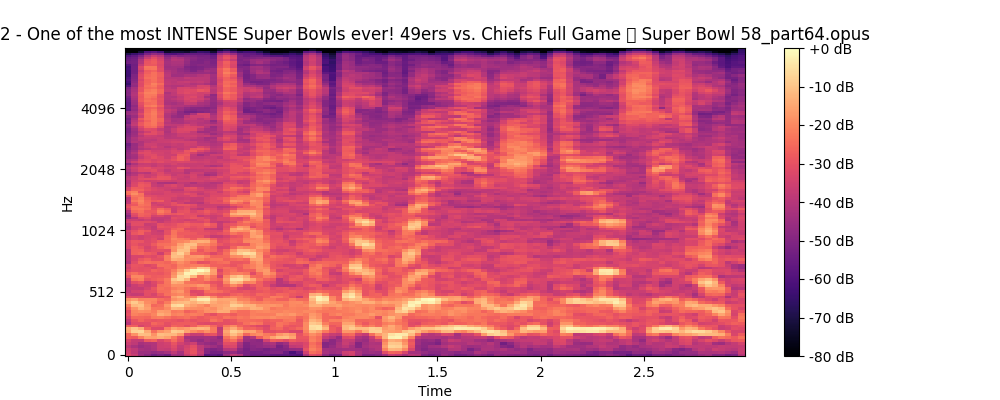 2 - One of the most INTENSE Super Bowls ever! 49ers vs. Chiefs Full Game ▯ Super Bowl 58_part64.opus
+0 dB
4096
-10 dB
-20 dB
2048
-30 dB
Hz
1024
-40 dB
-50 dB
512
-60 dB
-70 dB
0
-80 dB
0 0.5 1 1.5 2 2.5
Time